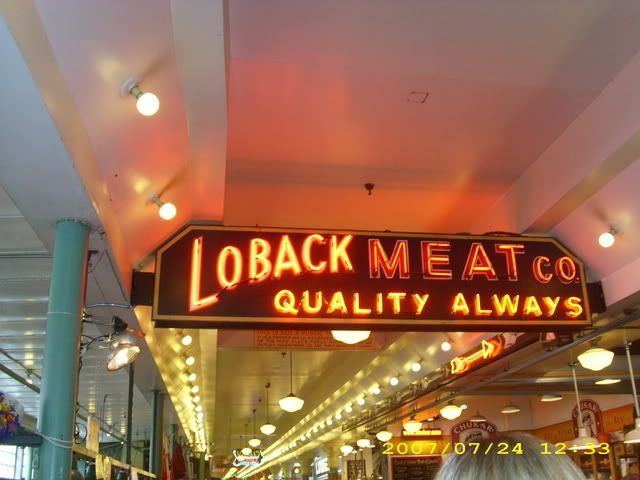 LOBACK MEAT CO.
QUALITY ALWAYS
CHUKAR
2007/07/24 12:33